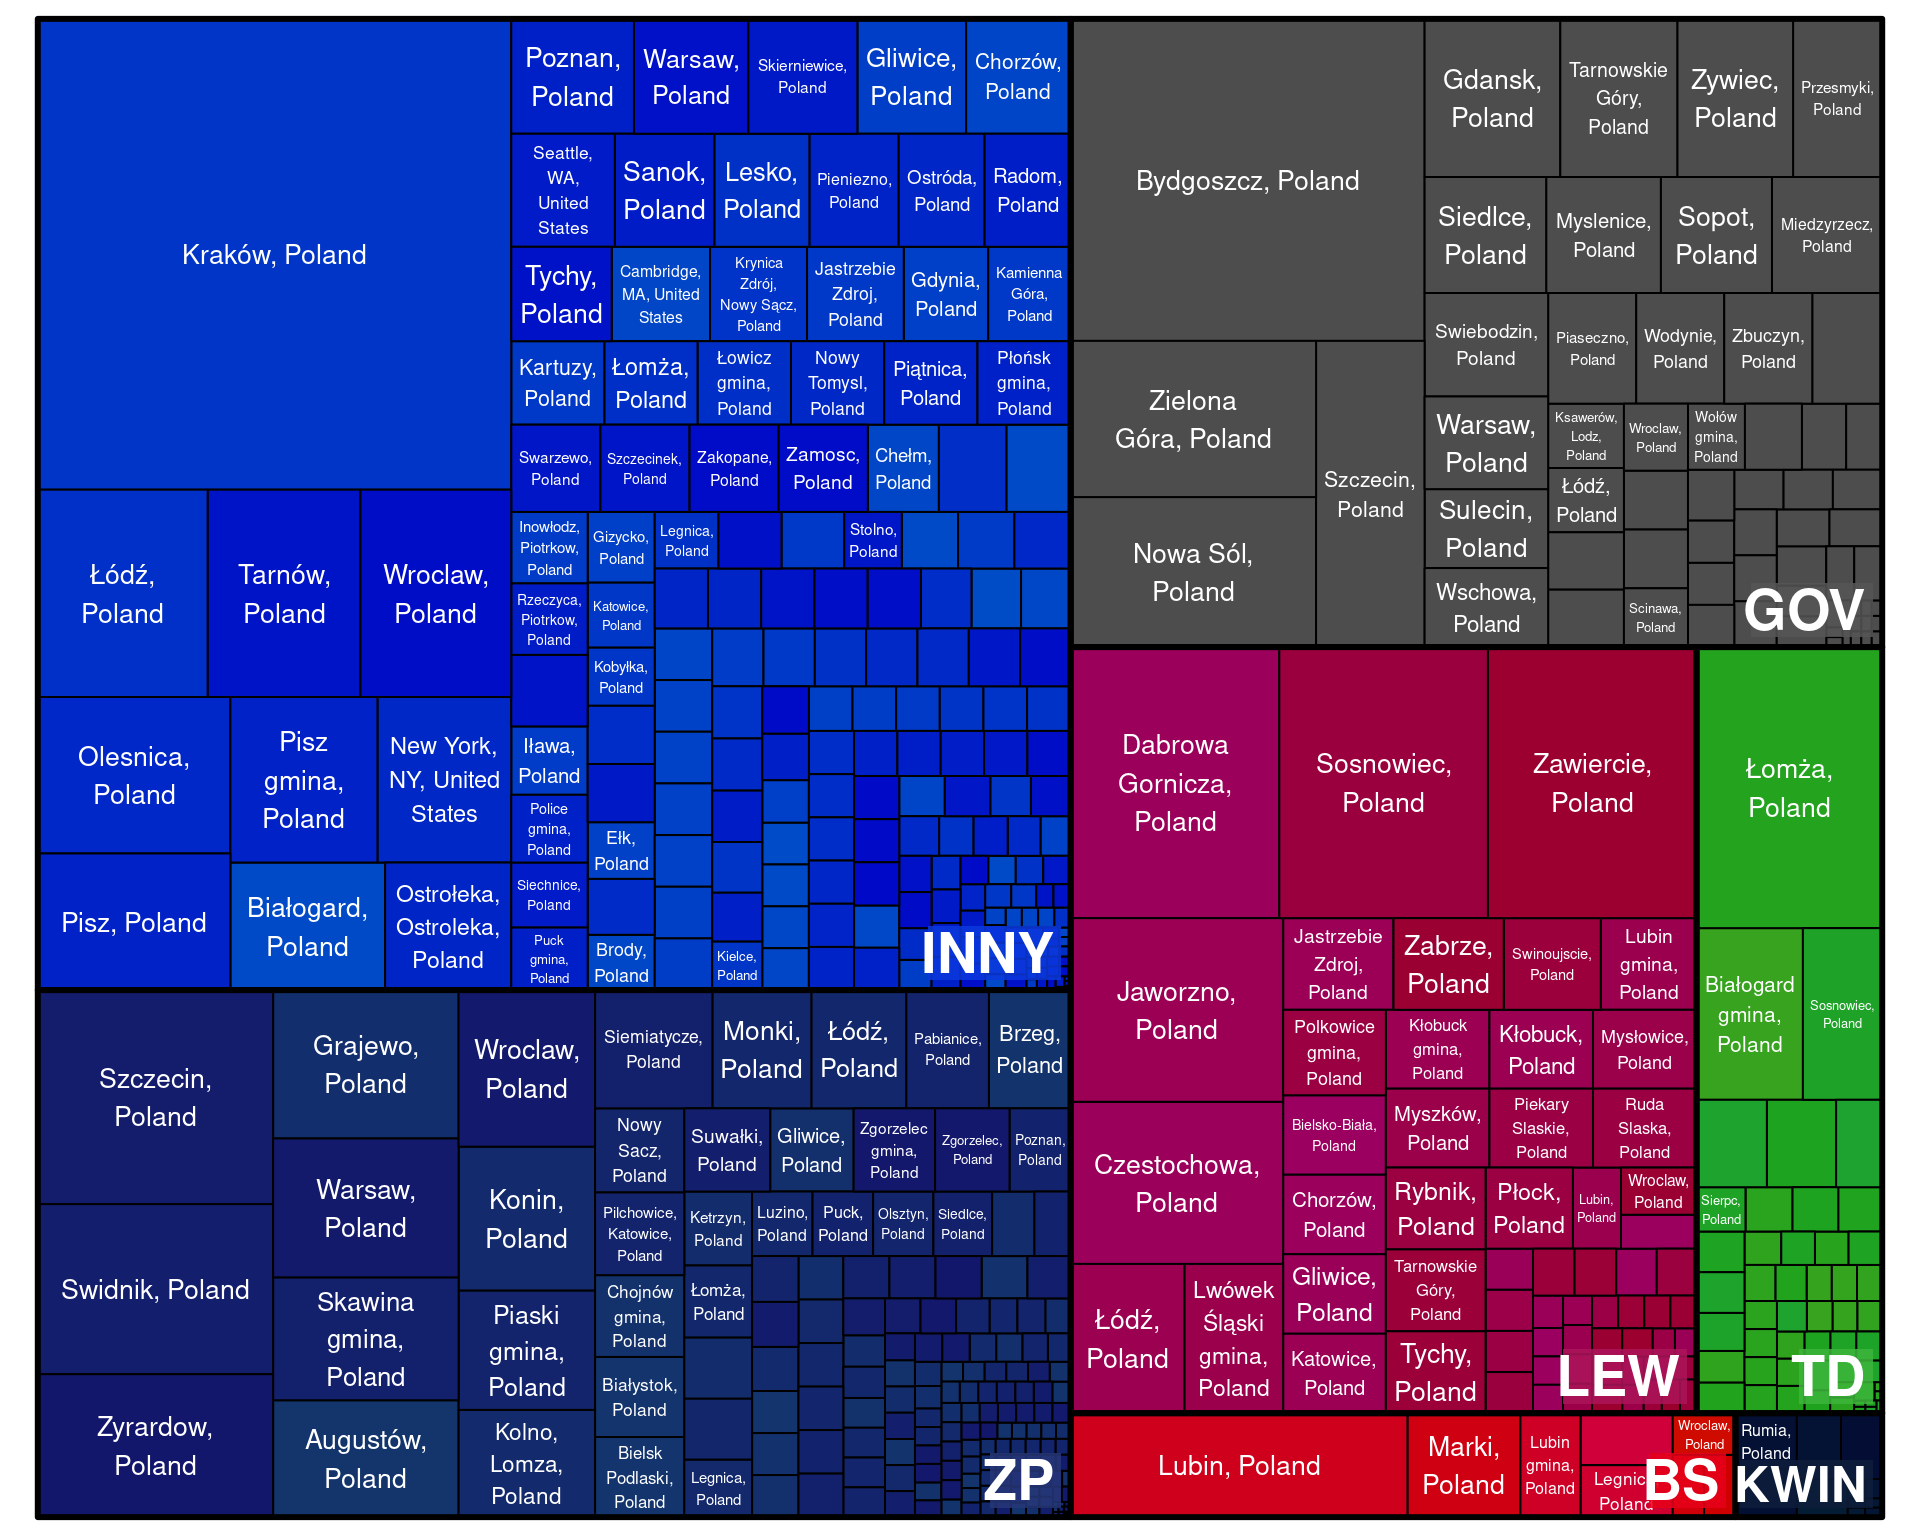 Kraków, Poland
Poznan,
Poland
Warsaw,
Poland
Skierniewice,
Poland
Gliwice,
Poland
Chorzów,
Poland
Seattle,
WA,
United
States
Sanok,
Poland
Lesko,
Poland
Pieniezno,
Poland
Ostróda,
Poland
Radom,
Poland
Tychy,
Poland
Cambridge,
MA, United
States
Krynica
Zdrój,
Nowy Sącz,
Poland
Jastrzebie
Zdroj,
Poland
Gdynia,
Poland
Kamienna
Góra,
Poland
Kartuzy,
Poland
Łomża,
Poland
Łowicz
gmina,
Poland
Nowy
Tomysl,
Poland
Piątnica,
Poland
Płońsk
gmina,
Poland
Swarzewo,
Poland
Szczecinek,
Poland
Zakopane,
Poland
Zamosc,
Poland
Chełm,
Poland
Łódź,
Poland
Tarnów,
Poland
Wroclaw,
Poland
Inowłodz,
Piotrkow,
Poland
Gizycko,
Poland
Legnica,
Poland
Stolno,
Poland
Rzeczyca,
Piotrkow,
Poland
Katowice,
Poland
Kobyłka,
Poland
Olesnica,
Poland
Pisz
gmina,
Poland
New York,
NY, United
States
Iława,
Poland
Police
gmina,
Poland
Ełk,
Poland
Pisz, Poland
Białogard,
Poland
Ostrołeka,
Ostroleka,
Poland
Siechnice,
Poland
Puck
gmina,
Poland
Brody,
Poland
Kielce,
Poland
INNY
Bydgoszcz, Poland
Gdansk,
Poland
Tarnowskie
Góry,
Poland
Zywiec,
Poland
Przesmyki,
Poland
Siedlce,
Poland
Myslenice,
Poland
Sopot,
Poland
Miedzyrzecz,
Poland
Swiebodzin,
Poland
Piaseczno,
Poland
Wodynie,
Poland
Zbuczyn,
Poland
Zielona
Góra, Poland
Szczecin,
Poland
Nowa Sól,
Poland
Warsaw,
Poland
Ksawerów,
Lodz,
Poland
Wroclaw,
Poland
Wołów
gmina,
Poland
Sulecin,
Poland
Łódź,
Poland
Wschowa,
Poland
Scinawa,
Poland
GOV
Szczecin,
Poland
Grajewo,
Poland
Wroclaw,
Poland
Siemiatycze,
Poland
Monki,
Poland
Łódź,
Poland
Pabianice,
Poland
Brzeg,
Poland
Nowy
Sacz,
Poland
Suwałki,
Poland
Gliwice,
Poland
Zgorzelec
gmina,
Poland
Zgorzelec,
Poland
Poznan,
Poland
Warsaw,
Poland
Konin,
Poland
Swidnik, Poland
Pilchowice,
Katowice,
Poland
Ketrzyn,
Poland
Luzino,
Poland
Puck,
Poland
Olsztyn,
Poland
Siedlce,
Poland
Skawina
gmina,
Poland
Piaski
gmina,
Poland
Chojnów
gmina,
Poland
Łomża,
Poland
Zyrardow,
Poland
Augustów,
Poland
Kolno,
Lomza,
Poland
Białystok,
Poland
Bielsk
Podlaski,
Poland
Legnica,
Poland
ZP
Dabrowa
Gornicza,
Poland
Sosnowiec,
Poland
Zawiercie,
Poland
Jaworzno,
Poland
Jastrzebie
Zdroj,
Poland
Zabrze,
Poland
Swinoujscie,
Poland
Lubin
gmina,
Poland
Polkowice
gmina,
Poland
Kłobuck
gmina,
Poland
Kłobuck,
Poland
Mysłowice,
Poland
Czestochowa,
Poland
Bielsko-Biała,
Poland
Myszków,
Poland
Piekary
Slaskie,
Poland
Ruda
Slaska,
Poland
Chorzów,
Poland
Rybnik,
Poland
Płock,
Poland
Lubin,
Poland
Wroclaw,
Poland
Łódź,
Poland
Lwówek
Śląski
gmina,
Poland
Gliwice,
Poland
Tarnowskie
Góry,
Poland
Katowice,
Poland
Tychy,
Poland
LEW
Łomża,
Poland
Białogard
gmina,
Poland
Sosnowiec,
Poland
Sierpc,
Poland
TD
Lubin, Poland
Marki,
Poland
Lubin
gmina,
Poland
Legnica,
Poland
Wroclaw,
Poland
BS
Rumia,
Poland
KWIN